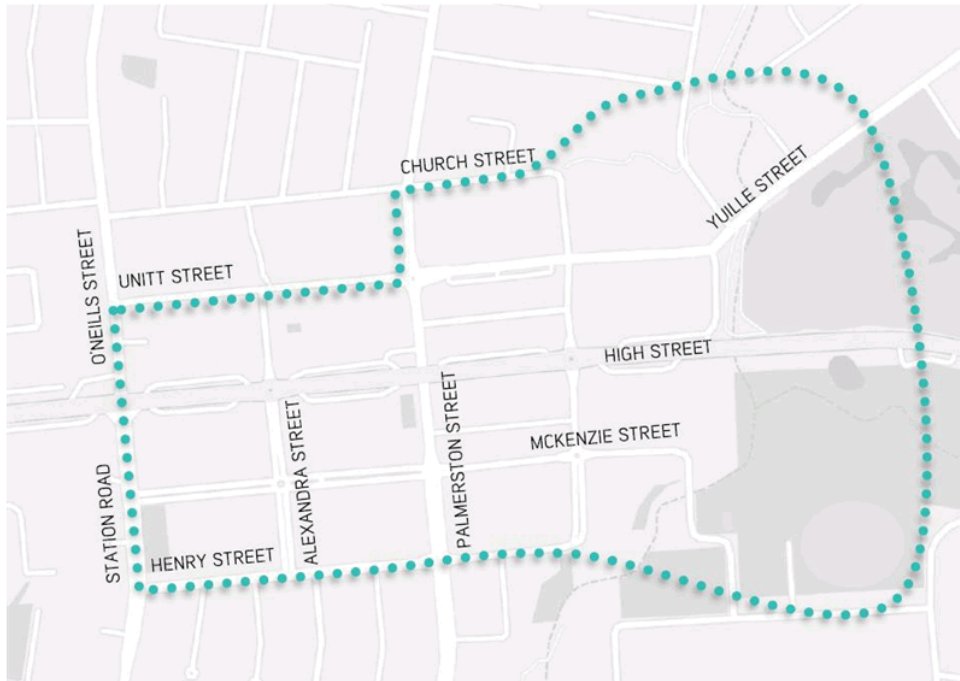 CHURCH STREET
YUILLE STREET
O'NEILLS STREET
UNITT STREET
HIGH STREET
MCKENZIE STREET
PALMERSTON STREET
ALEXANDRA STREET
STATION ROAD
HENRY STREET